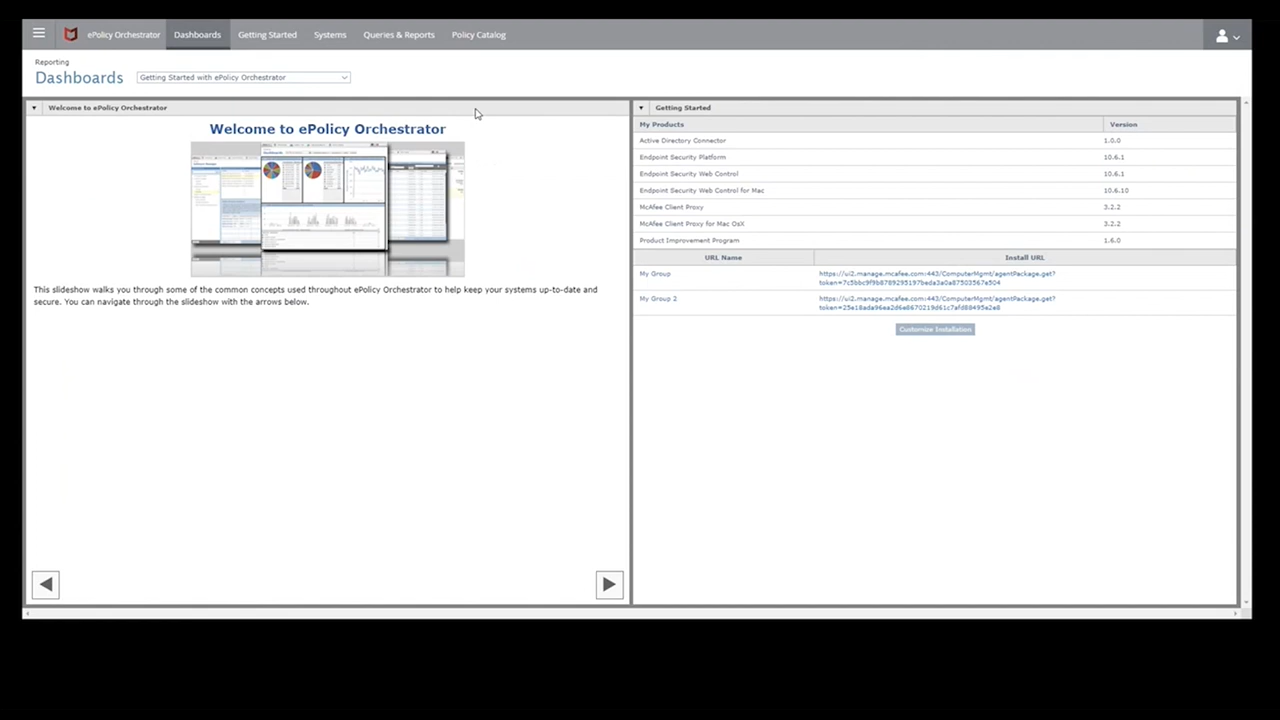 ePolicy Orchestrator Dashboards Getting Started Systems Queries & Reports Policy Catalog
Reporting
Dashboards Getting Started with ePolicy Orchestrator
Welcome to ePolicy Orchestrator
Welcome to ePolicy Orchestrator
This slideshow walks you through some of the common concepts used throughout ePolicy Orchestrator to help keep your systems up-to-date and
secure. You can navigate through the slideshow with the arrows below.
Getting Started
My Products Version
Active Directory Connector 1.0.0
Endpoint Security Platform 10.6.1
Endpoint Security Web Control 10.6.1
Endpoint Security Web Control for Mac 10.6.10
McAfee Client Proxy 3.2.2
McAfee Client Proxy for Mac OsX 3.2.2
Product Improvement Program 1.6.0
URL Name Install URL
My Group https://ui2.manage.mcafee.com:443/ComputerMgmt/agentPackage.get?
token=7c5bbc9f9b8789295197beda3a0a87503567e504
My Group 2 https://ui2.manage.mcafee.com:443/ComputerMgmt/agentPackage.get?
token=25e18ada96ea2d6e8670219d61c7afd88495e2e8
Customize Installation